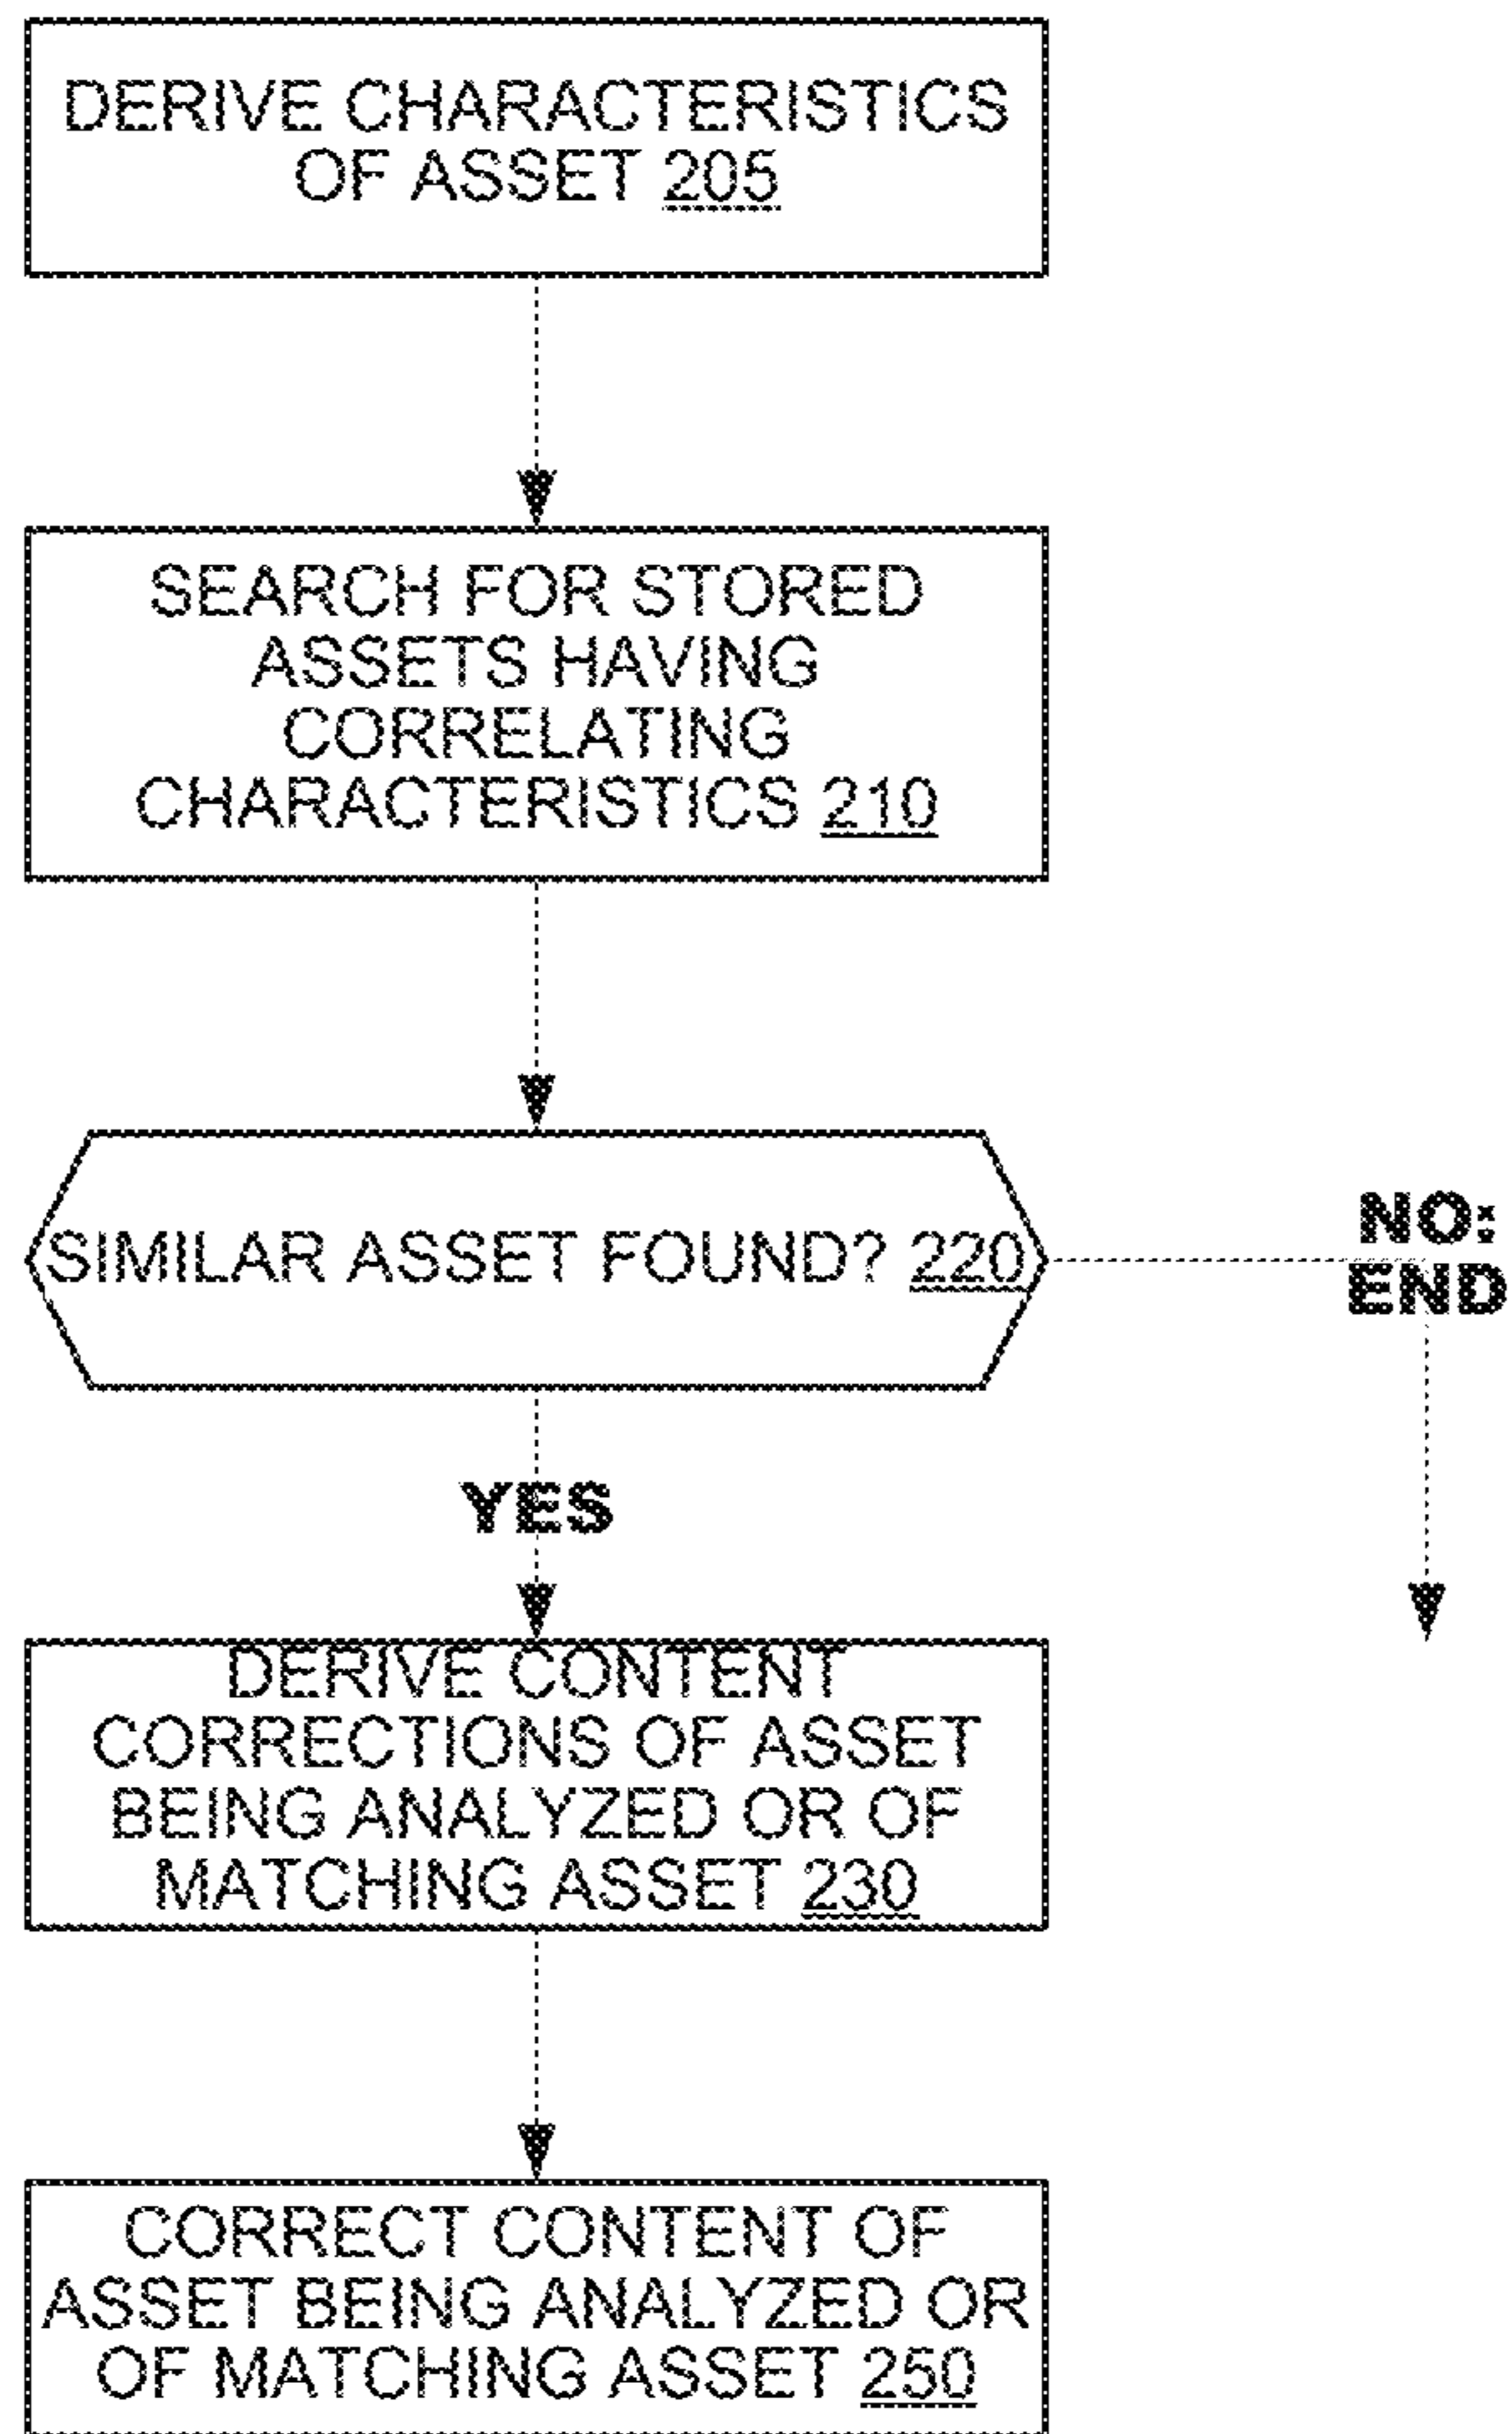 DERIVE CHARACTERISTICS
OF ASSET 205
SEARCH FOR STORED
ASSETS HAVING
CORRELATING
CHARACTERISTICS 210
SIMILAR ASSET FOUND? 220
NO:
END
YES
DERIVE CONTENT
CORRECTIONS OF ASSET
BEING ANALYZED OR OF
MATCHING ASSET 230
CORRECT CONTENT OF
ASSET BEING ANALYZED OR
OF MATCHING ASSET 250